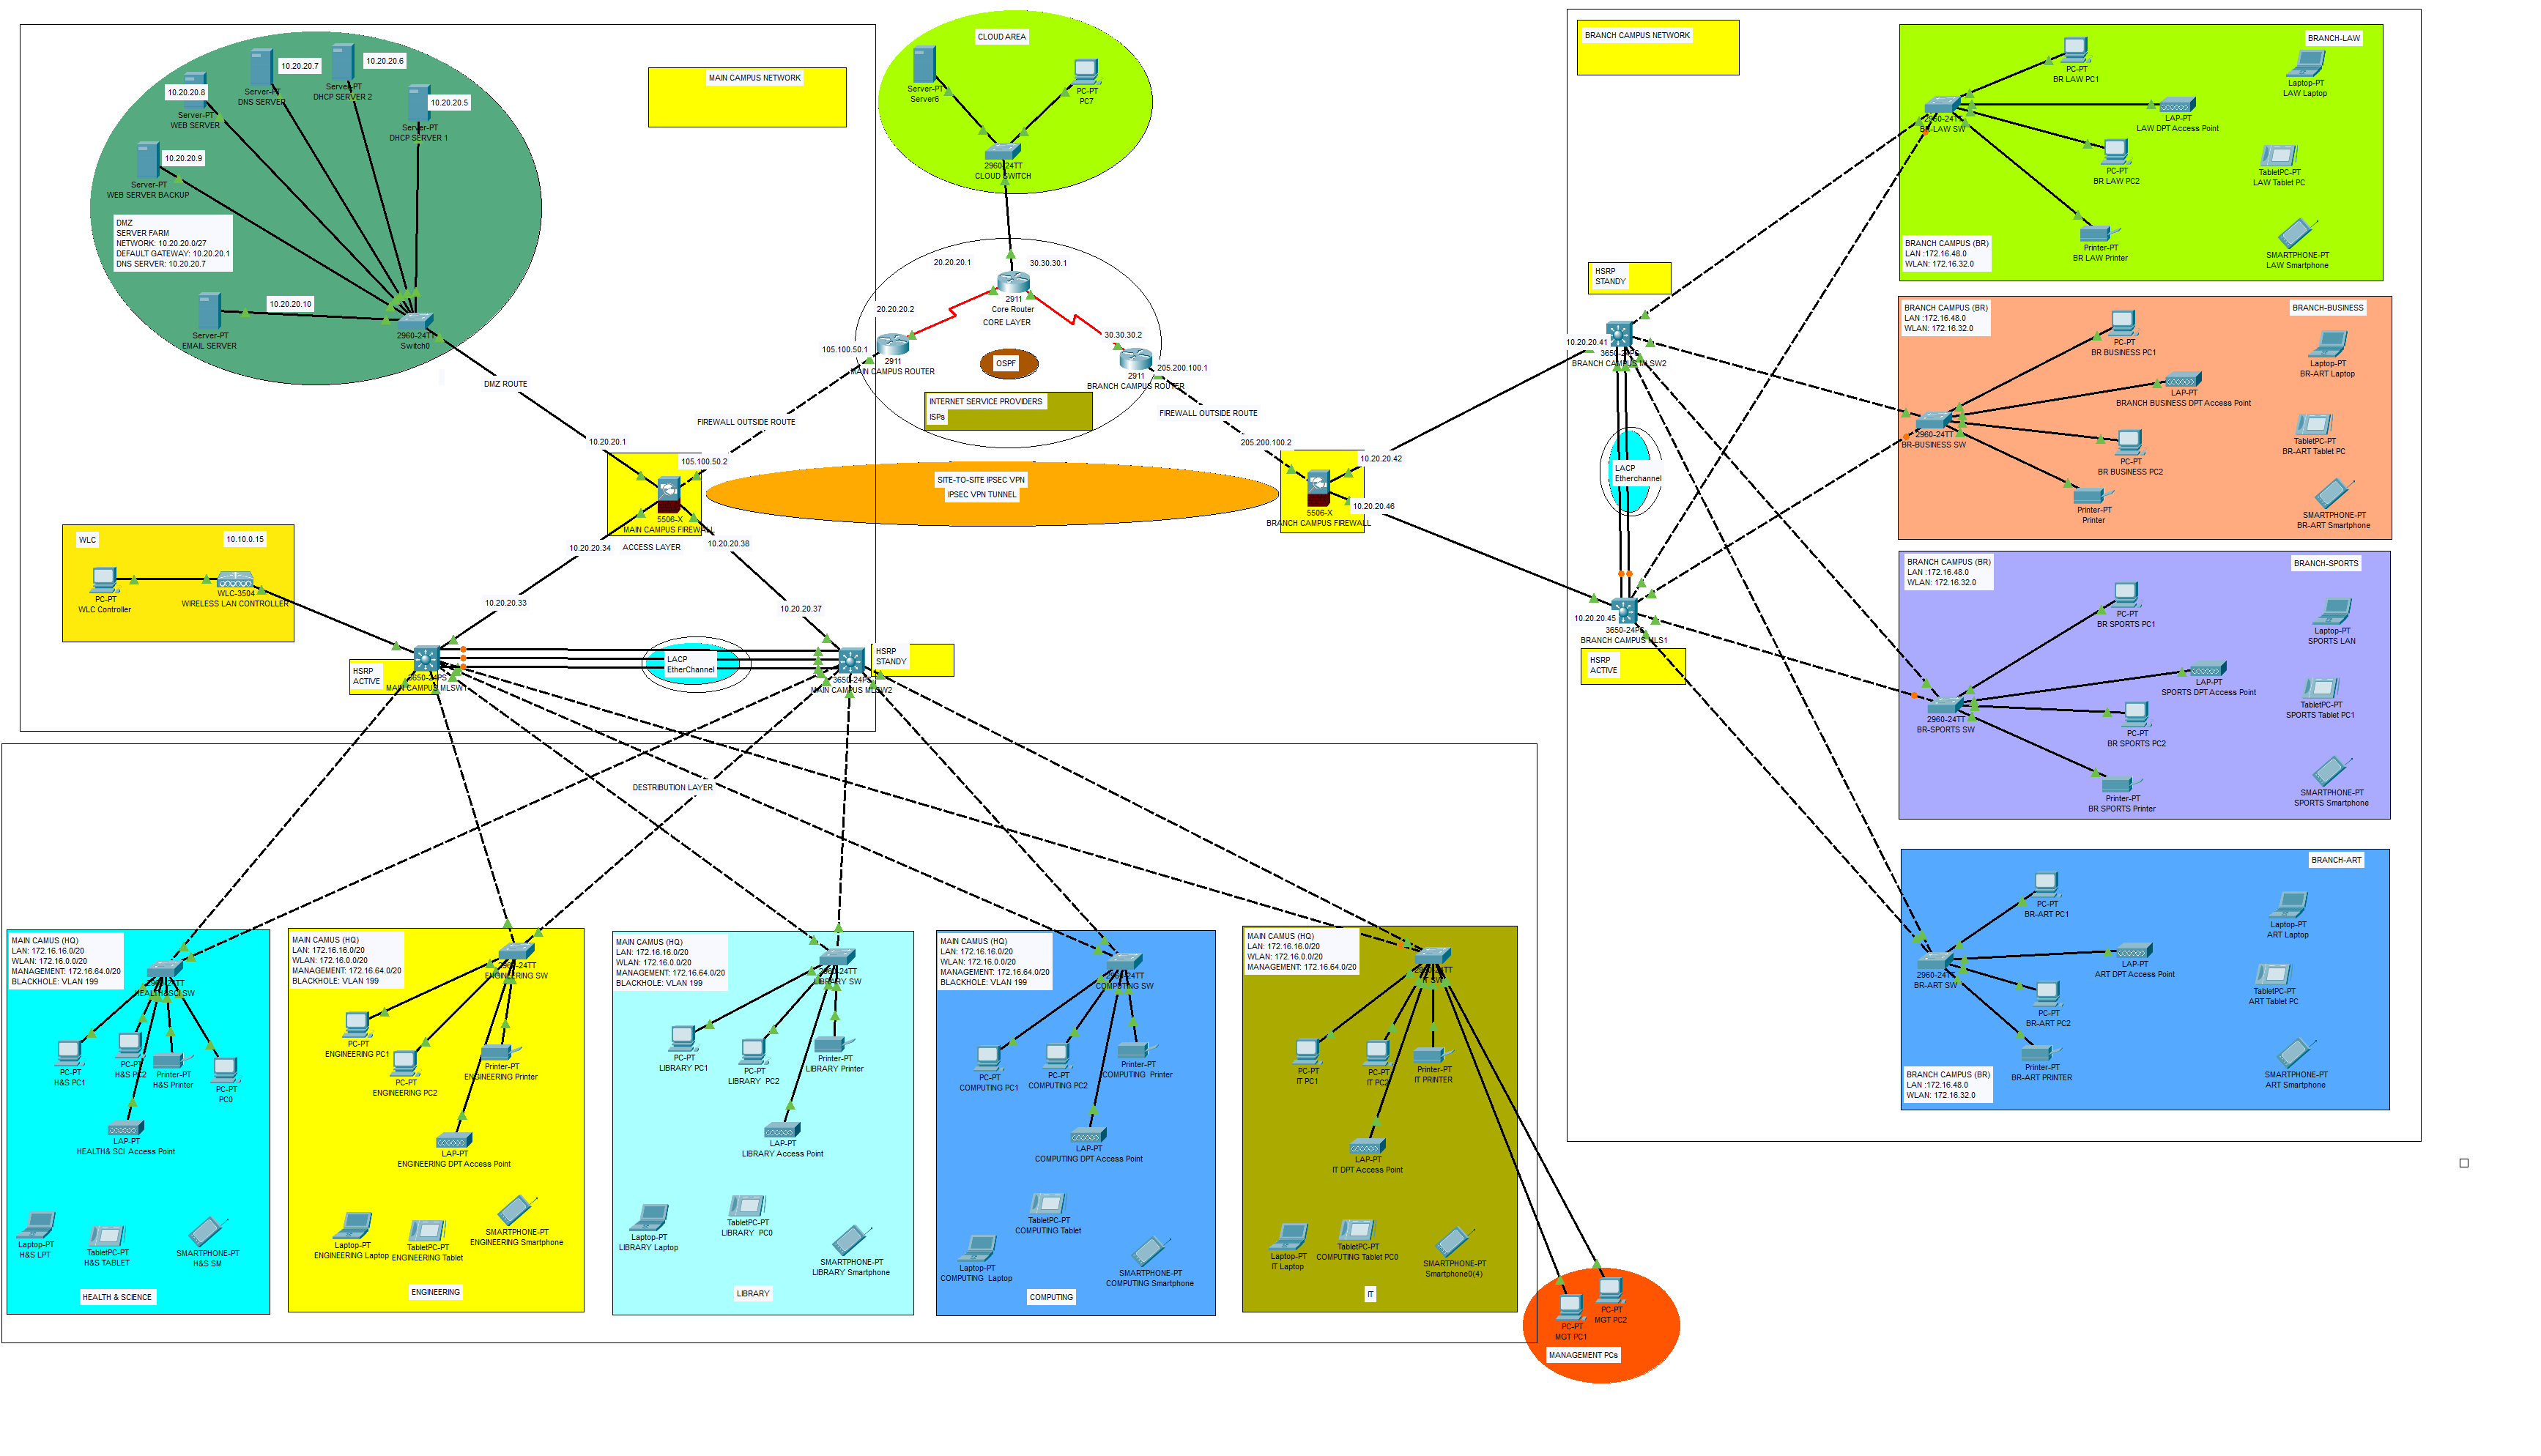 MAIN CAMPUS NETWORK
10.20.20.8
Server-PT
WEB SERVER
10.20.20.7
Server-PT
DNS SERVER
10.20.20.6
Server-PT
DHCP SERVER 2
10.20.20.5
Server-PT
DHCP SERVER 1
10.20.20.9
Server-PT
WEB SERVER BACKUP
DMZ
SERVER FARM
NETWORK: 10.20.20.0/27
DEFAULT GATEWAY: 10.20.20.1
DNS SERVER: 10.20.20.7
10.20.20.10
Server-PT
EMAIL SERVER
2960-24TT
Switch0
DMZ ROUTE
CLOUD AREA
Server-PT
Server6
PC-PT
PC7
2960-24TT
CLOUD SWITCH
20.20.20.1
30.30.30.1
2911
Core Router
CORE LAYER
20.20.20.2
30.30.30.2
105.100.50.1
2911
MAIN CAMPUS ROUTER
OSPF
2911
BRANCH CAMPUS ROUTER
205.200.100.1
INTERNET SERVICE PROVIDERS
ISPs
FIREWALL OUTSIDE ROUTE
FIREWALL OUTSIDE ROUTE
10.20.20.1
105.100.50.2
5506-X
MAIN CAMPUS FIREWALL
ACCESS LAYER
10.20.20.34
10.20.20.38
SITE-TO-SITE IPSEC VPN
IPSEC VPN TUNNEL
205.200.100.2
10.20.20.42
10.20.20.46
5506-X
BRANCH CAMPUS FIREWALL
WLC
10.10.0.15
PC-PT
WLC Controller
WLC-3504
WIRELESS LAN CONTROLLER
10.20.20.33
10.20.20.37
HSRP
ACTIVE
3650-24PS
MAIN CAMPUS MLSW1
LACP
EtherChannel
HSRP
STANDY
3650-24PS
MAIN CAMPUS MLSW2
DISTRIBUTION LAYER
MAIN CAMUS (HQ)
LAN: 172.16.16.0/20
WLAN: 172.16.0.0/20
MANAGEMENT: 172.16.64.0/20
BLACKHOLE: VLAN 199
2960-24TT
HEALTH&SCI SW
PC-PT
H&S PC1
PC-PT
H&S PC2
Printer-PT
H&S Printer
PC-PT
PC0
LAP-PT
HEALTH& SCI Access Point
Laptop-PT
H&S LPT
TabletPC-PT
H&S TABLET
SMARTPHONE-PT
H&S SM
HEALTH & SCIENCE
MAIN CAMUS (HQ)
LAN: 172.16.16.0/20
WLAN: 172.16.0.0/20
MANAGEMENT: 172.16.64.0/20
BLACKHOLE: VLAN 199
2960-24TT
ENGINEERING SW
PC-PT
ENGINEERING PC1
PC-PT
ENGINEERING PC2
Printer-PT
ENGINEERING Printer
LAP-PT
ENGINEERING DPT Access Point
Laptop-PT
ENGINEERING Laptop
TabletPC-PT
ENGINEERING Tablet
SMARTPHONE-PT
ENGINEERING Smartphone
ENGINEERING
MAIN CAMUS (HQ)
LAN: 172.16.16.0/20
WLAN: 172.16.0.0/20
MANAGEMENT: 172.16.64.0/20
BLACKHOLE: VLAN 199
2960-24TT
LIBRARY SW
PC-PT
LIBRARY PC1
PC-PT
LIBRARY PC2
Printer-PT
LIBRARY Printer
LAP-PT
LIBRARY Access Point
Laptop-PT
LIBRARY Laptop
TabletPC-PT
LIBRARY PC0
SMARTPHONE-PT
LIBRARY Smartphone
LIBRARY
MAIN CAMUS (HQ)
LAN: 172.16.16.0/20
WLAN: 172.16.0.0/20
MANAGEMENT: 172.16.64.0/20
BLACKHOLE: VLAN 199
2960-24TT
COMPUTING SW
PC-PT
COMPUTING PC1
PC-PT
COMPUTING PC2
Printer-PT
COMPUTING Printer
LAP-PT
COMPUTING DPT Access Point
TabletPC-PT
COMPUTING Tablet
Laptop-PT
COMPUTING Laptop
SMARTPHONE-PT
COMPUTING Smartphone
COMPUTING
MAIN CAMUS (HQ)
LAN: 172.16.16.0/20
WLAN: 172.16.0.0/20
MANAGEMENT: 172.16.64.0/20
2960-24TT
IT SW
PC-PT
IT PC1
PC-PT
IT PC2
Printer-PT
IT PRINTER
LAP-PT
IT DPT Access Point
Laptop-PT
IT Laptop
TabletPC-PT
COMPUTING Tablet PC0
SMARTPHONE-PT
Smartphone0(4)
IT
PC-PT
MGT PC1
PC-PT
MGT PC2
MANAGEMENT PCs
BRANCH CAMPUS NETWORK
HSRP
STANDY
10.20.20.41
3650-24PS
BRANCH CAMPUS MLSW2
LACP
Etherchannel
10.20.20.45
3650-24PS
BRANCH CAMPUS MLS1
HSRP
ACTIVE
BRANCH-LAW
2960-24TT
BR-LAW SW
PC-PT
BR LAW PC1
Laptop-PT
LAW Laptop
LAP-PT
LAW DPT Access Point
PC-PT
BR LAW PC2
TabletPC-PT
LAW Tablet PC
Printer-PT
BR LAW Printer
SMARTPHONE-PT
LAW Smartphone
BRANCH CAMPUS (BR)
LAN :172.16.48.0
WLAN: 172.16.32.0
BRANCH CAMPUS (BR)
LAN :172.16.48.0
WLAN: 172.16.32.0
BRANCH-BUSINESS
PC-PT
BR BUSINESS PC1
Laptop-PT
BR-ART Laptop
LAP-PT
BRANCH BUSINESS DPT Access Point
2960-24TT
BR-BUSINESS SW
PC-PT
BR BUSINESS PC2
TabletPC-PT
BR-ART Tablet PC
Printer-PT
Printer
SMARTPHONE-PT
BR-ART Smartphone
BRANCH CAMPUS (BR)
LAN :172.16.48.0
WLAN: 172.16.32.0
BRANCH-SPORTS
PC-PT
BR SPORTS PC1
Laptop-PT
SPORTS LAN
LAP-PT
SPORTS DPT Access Point
2960-24TT
BR-SPORTS SW
PC-PT
BR SPORTS PC2
TabletPC-PT
SPORTS Tablet PC1
Printer-PT
BR SPORTS Printer
SMARTPHONE-PT
SPORTS Smartphone
BRANCH-ART
PC-PT
BR-ART PC1
Laptop-PT
ART Laptop
2960-24TT
BR-ART SW
LAP-PT
ART DPT Access Point
PC-PT
BR-ART PC2
TabletPC-PT
ART Tablet PC
Printer-PT
BR-ART PRINTER
SMARTPHONE-PT
ART Smartphone
BRANCH CAMPUS (BR)
LAN :172.16.48.0
WLAN: 172.16.32.0